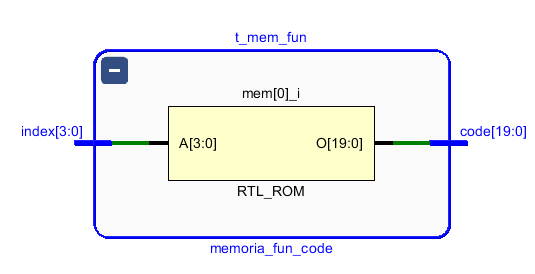 t_mem_fun
mem[0]_i
index[3:0]
A[3:0]
O[19:0]
code[19:0]
RTL_ROM
memoria_fun_code